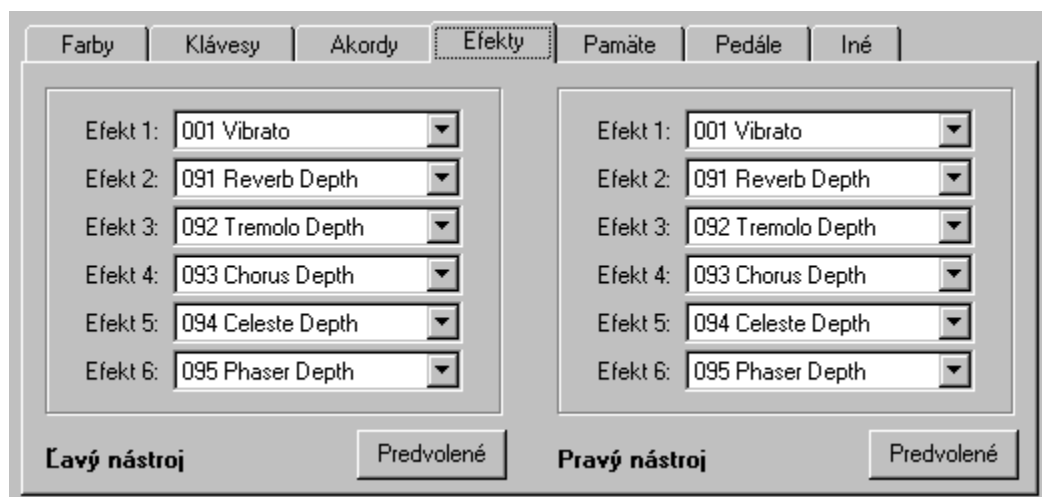 Farby Klávesy Akordy Efekty Pamäte Pedále Iné
Efekt 1: 001 Vibrato
Efekt 2: 091 Reverb Depth
Efekt 3: 092 Tremolo Depth
Efekt 4: 093 Chorus Depth
Efekt 5: 094 Celeste Depth
Efekt 6: 095 Phaser Depth
Ľavý nástroj Predvolené
Efekt 1: 001 Vibrato
Efekt 2: 091 Reverb Depth
Efekt 3: 092 Tremolo Depth
Efekt 4: 093 Chorus Depth
Efekt 5: 094 Celeste Depth
Efekt 6: 095 Phaser Depth
Pravý nástroj Predvolené